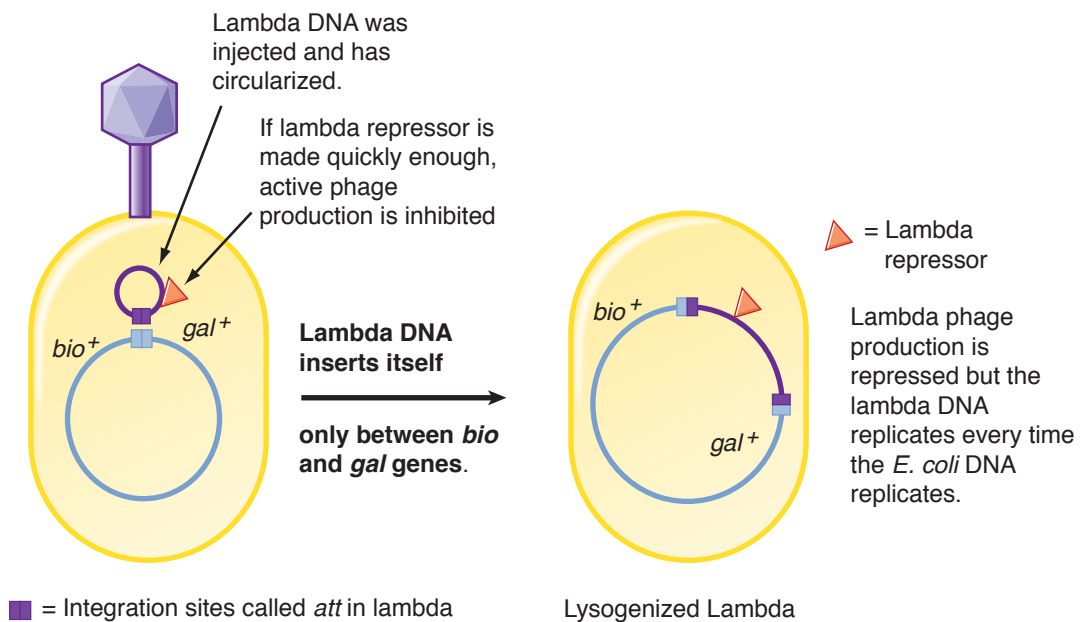 Lambda DNA was
injected and has
circularized.
If lambda repressor is
made quickly enough,
active phage
production is inhibited
bio+
gal+
Lambda DNA
inserts itself
only between bio
and gal genes.
bio+
gal+
= Lambda
repressor
Lambda phage
production is
repressed but the
lambda DNA
replicates every time
the E. coli DNA
replicates.
= Integration sites called att in lambda
Lysogenized Lambda